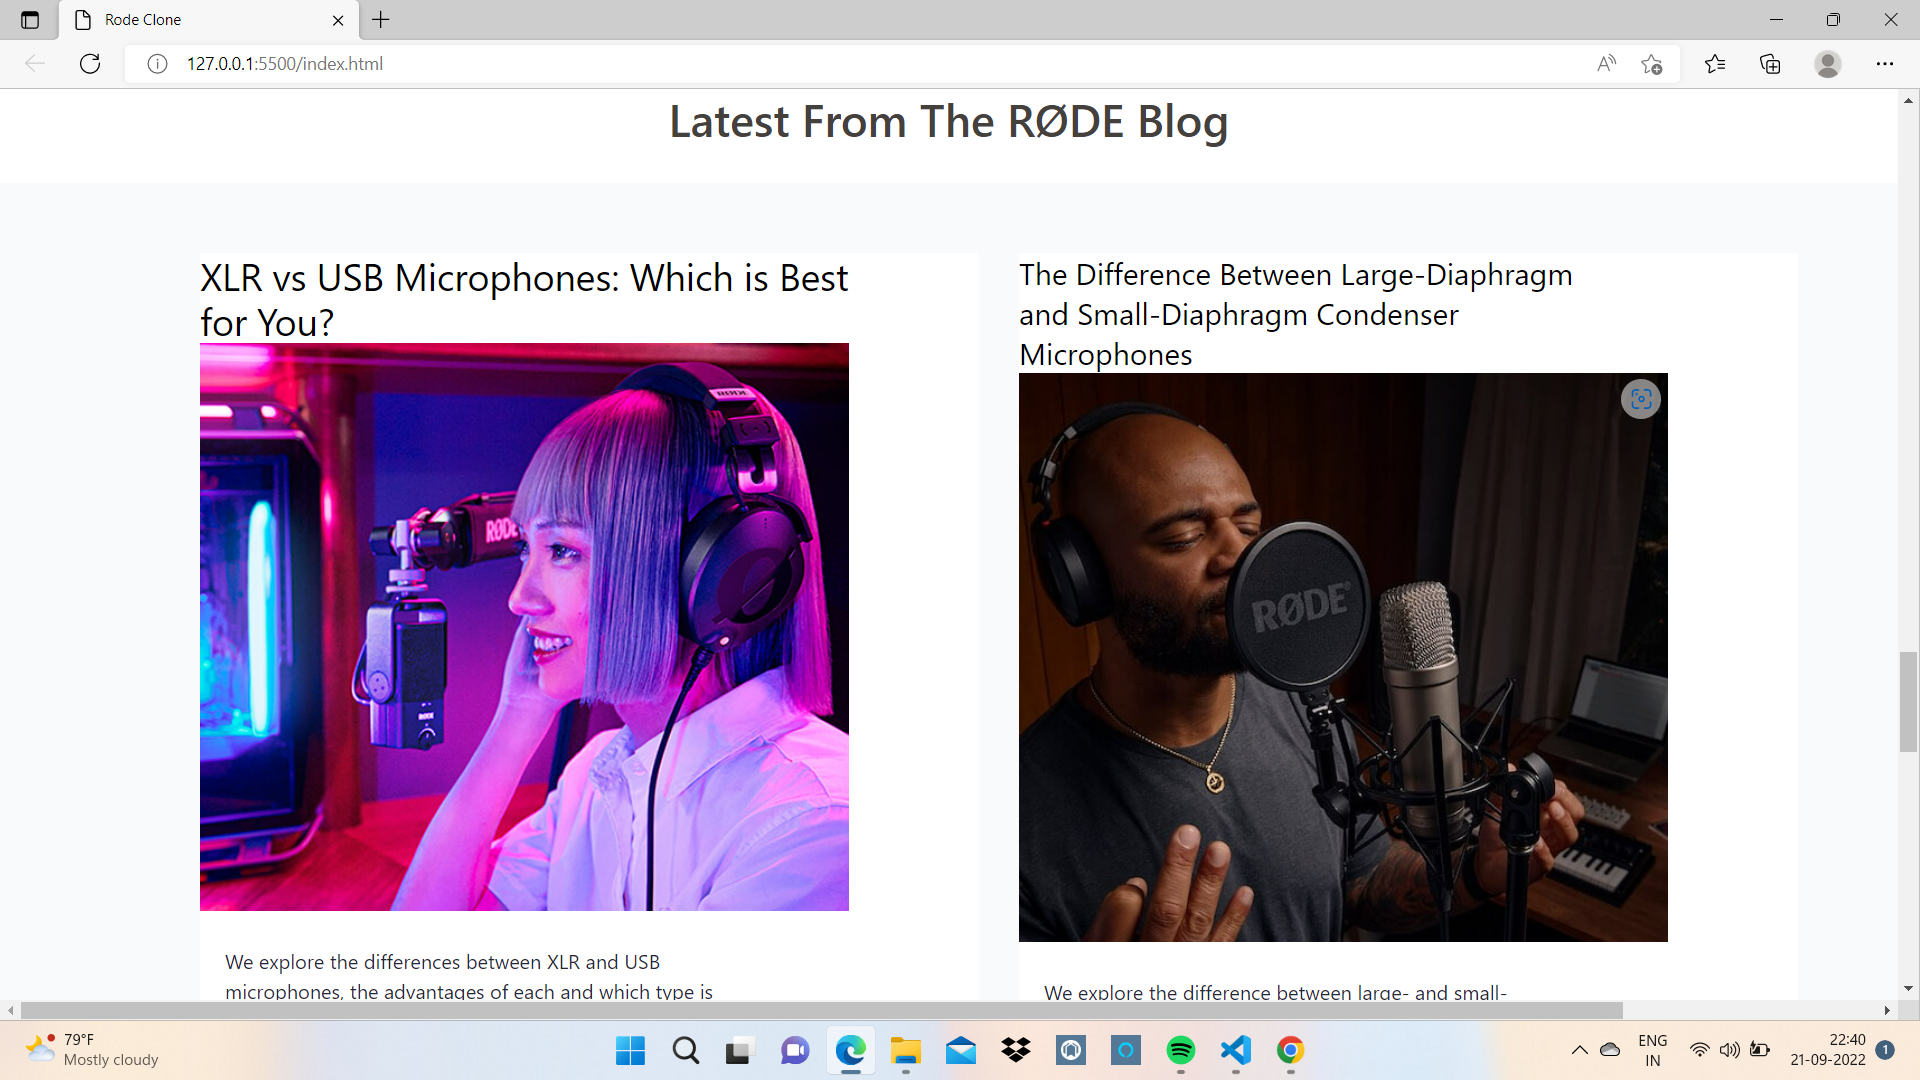 Rode Clone
127.0.0.1:5500/index.html
Latest From The RØDE Blog
XLR vs USB Microphones: Which is Best
for You?
RØDE
RØDE
RØDE
We explore the differences between XLR and USB
microphones, the advantages of each and which type is
The Difference Between Large-Diaphragm
and Small-Diaphragm Condenser
Microphones
RØDE
We explore the difference between large- and small-
79°F
Mostly cloudy
ENG
IN
22:40
21-09-2022
1